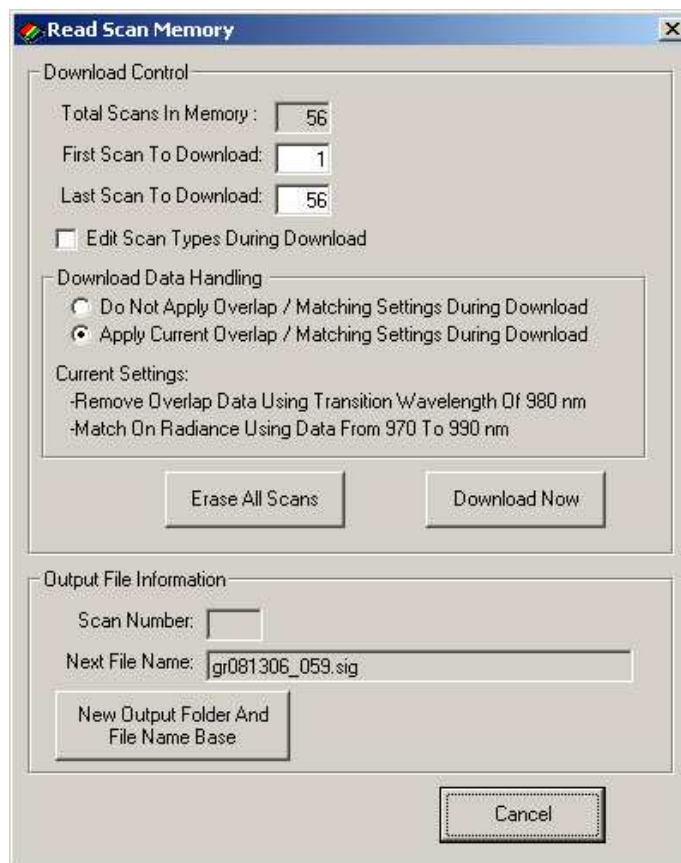 Read Scan Memory
Download Control
Total Scans In Memory : 56
First Scan To Download: 1
Last Scan To Download: 56
Edit Scan Types During Download
Download Data Handling
Do Not Apply Overlap / Matching Settings During Download
Apply Current Overlap / Matching Settings During Download
Current Settings:
-Remove Overlap Data Using Transition Wavelength Of 980 nm
-Match On Radiance Using Data From 970 To 990 nm
Erase All Scans
Download Now
Output File Information
Scan Number:
Next File Name: gr081306_059.sig
New Output Folder And
File Name Base
Cancel